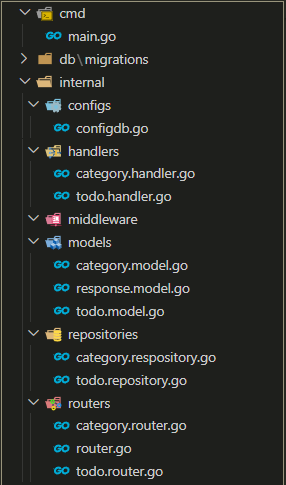 cmd
GO main.go
db\migrations
internal
configs
GO configdb.go
handlers
GO category.handler.go
GO todo.handler.go
middleware
models
GO category.model.go
GO response.model.go
GO todo.model.go
repositories
GO category.respository.go
GO todo.repository.go
routers
GO category.router.go
GO router.go
GO todo.router.go